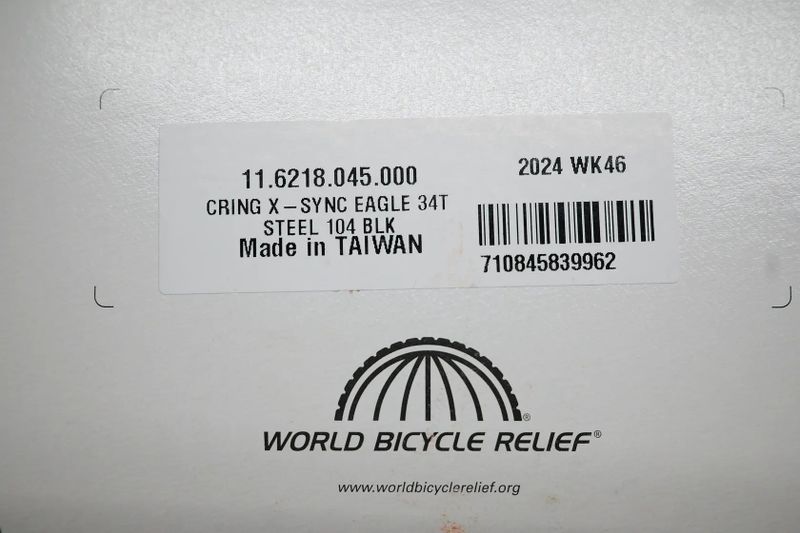 11.6218.045.000
CRING X-SYNC EAGLE 34T
STEEL 104 BLK
Made in TAIWAN
2024 WK46
710845839962
WORLD BICYCLE RELIEF®
www.worldbicyclerelief.org